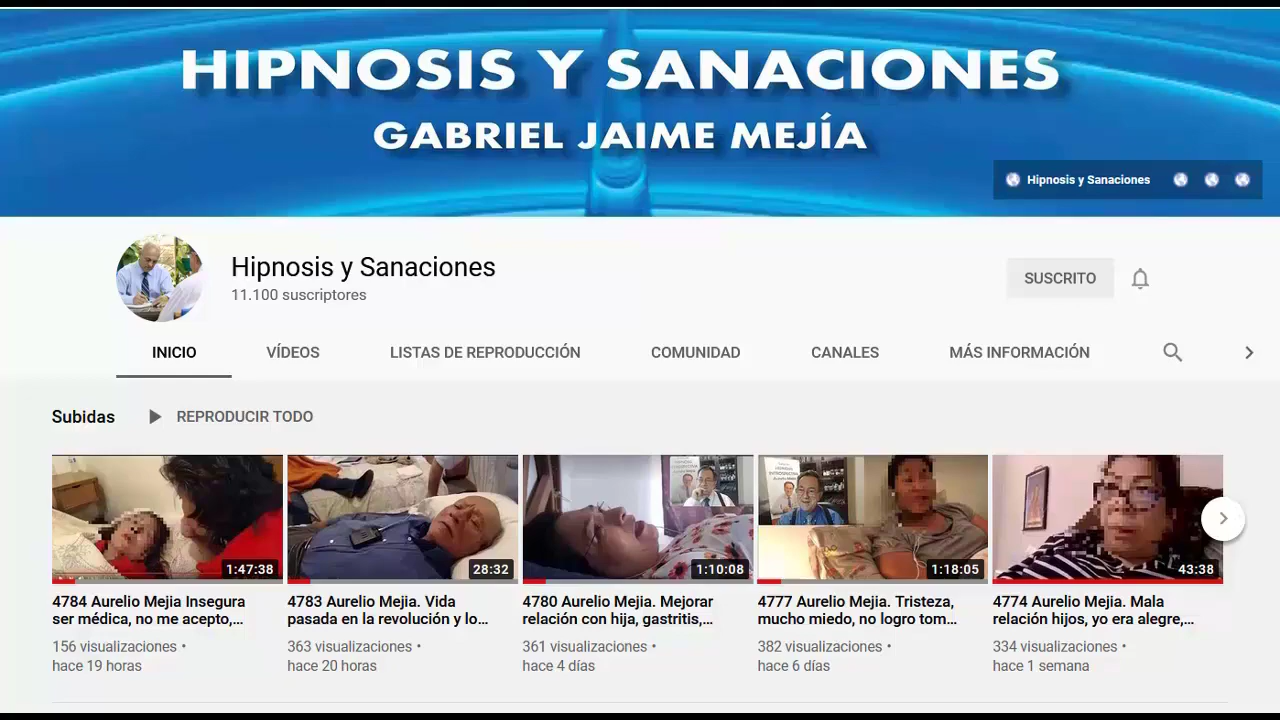 HIPNOSIS Y SANACIONES
GABRIEL JAIME MEJÍA
Hipnosis y Sanaciones
Hipnosis y Sanaciones
11.100 suscriptores
SUSCRITO
INICIO VÍDEOS LISTAS DE REPRODUCCIÓN COMUNIDAD CANALES MÁS INFORMACIÓN
Subidas REPRODUCIR TODO
1:47:38
28:32
1:10:08
1:18:05
43:38
4784 Aurelio Mejia Insegura
ser médica, no me acepto,...
156 visualizaciones •
hace 19 horas
4783 Aurelio Mejia. Vida
pasada en la revolución y lo...
363 visualizaciones •
hace 20 horas
4780 Aurelio Mejia. Mejorar
relación con hija, gastritis,...
361 visualizaciones •
hace 4 días
4777 Aurelio Mejia. Tristeza,
mucho miedo, no logro tom...
382 visualizaciones •
hace 6 días
4774 Aurelio Mejia. Mala
relación hijos, yo era alegre,...
334 visualizaciones •
hace 1 semana